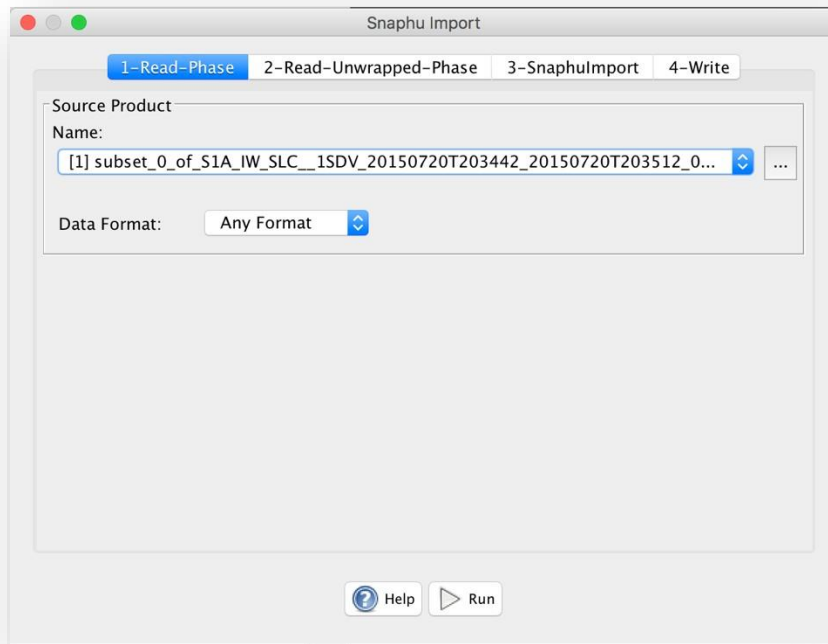 Snaphu Import
1-Read-Phase 2-Read-Unwrapped-Phase 3-SnaphuImport 4-Write
Source Product
Name:
[1] subset_0_of_S1A_IW_SLC__1SDV_20150720T203442_20150720T203512_0... ...
Data Format: Any Format
Help Run